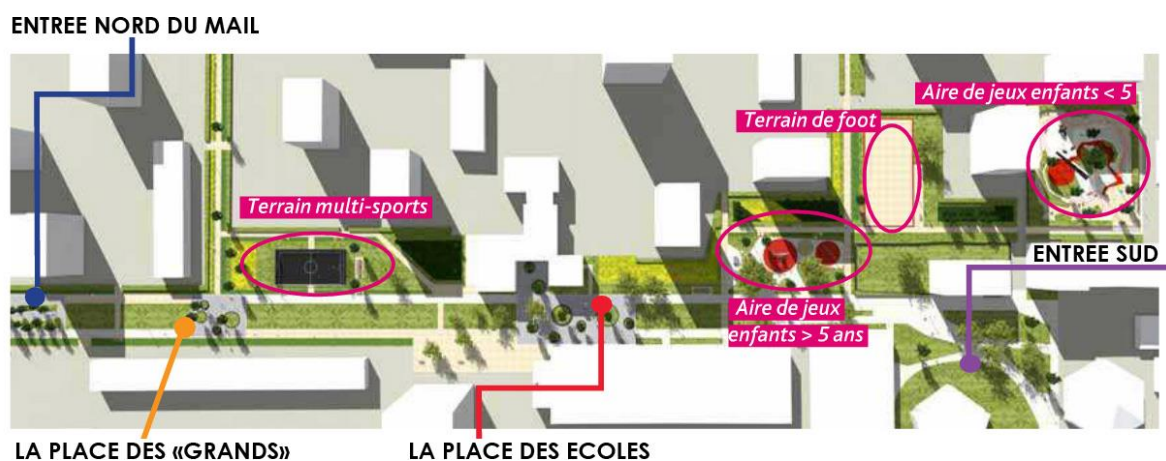 ENTREE NORD DU MAIL
Aire de jeux enfants < 5
Terrain de foot
Terrain multi-sports
ENTREE SUD
Aire de jeux
enfants > 5 ans
LA PLACE DES «GRANDS»
LA PLACE DES ECOLES